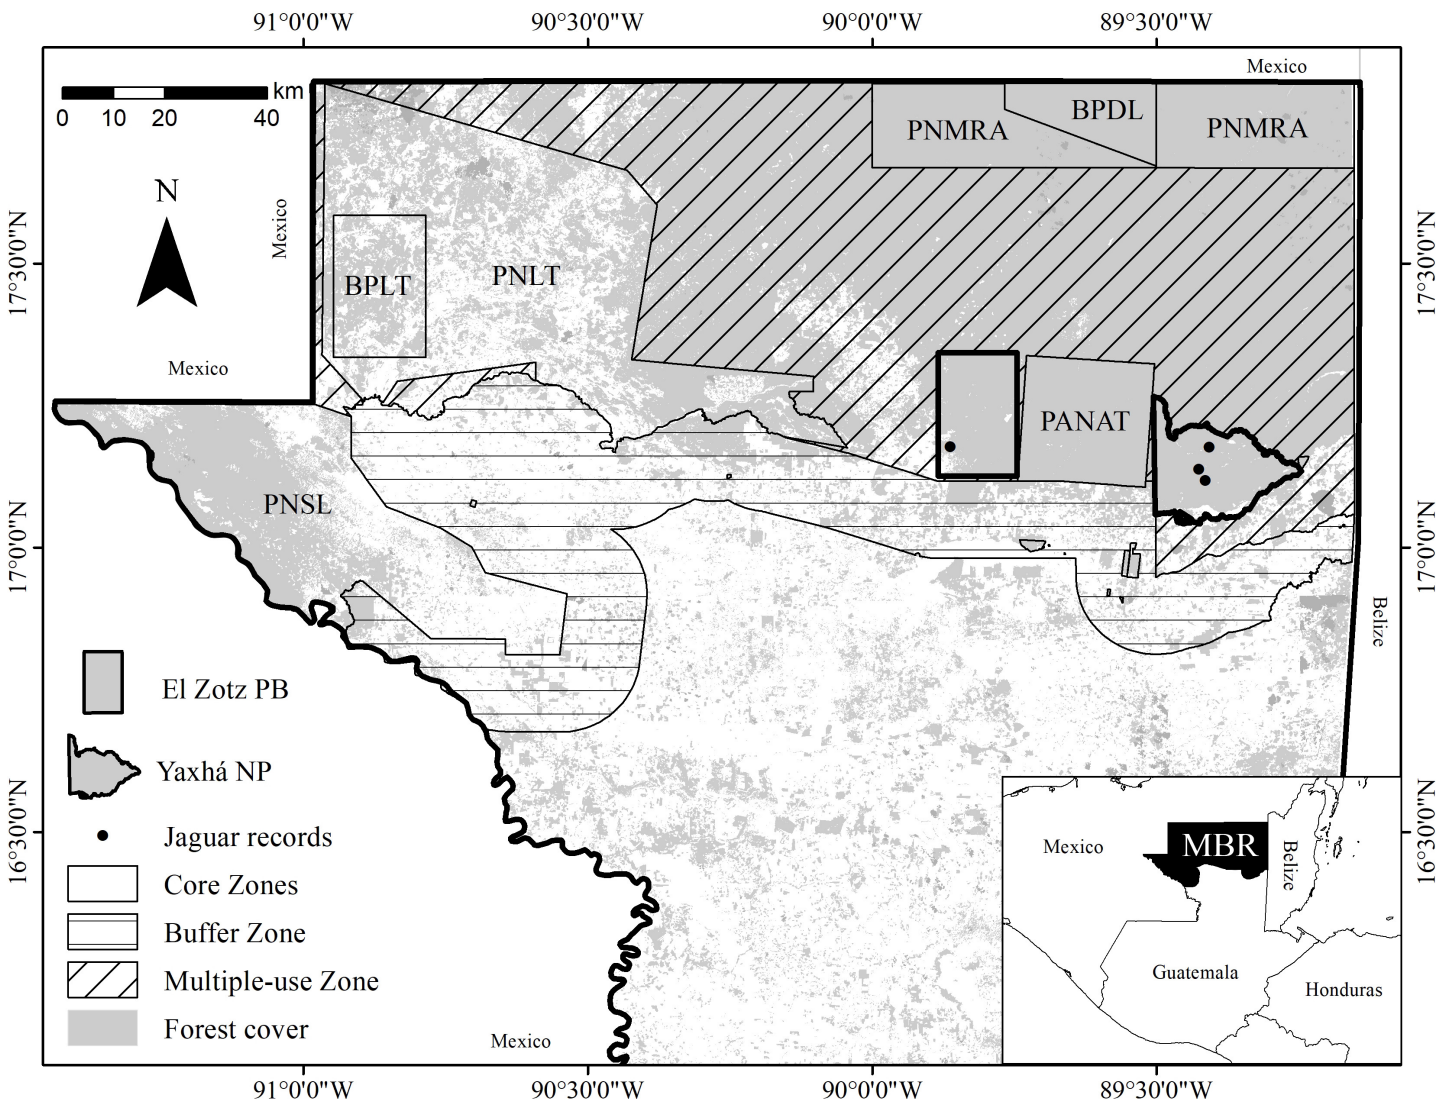 91°0'0"W 90°30'0"W 90°0'0"W 89°30'0"W
Mexico
km
0 10 20 40
BPDL
PNMRA
PNMRA
N
Mexico
17°30'0"N
17°30'0"N
BPLT
PNLT
Mexico
PANAT
PNSL
17°0'0"N
17°0'0"N
Belize
El Zotz PB
Yaxhá NP
Jaguar records
Core Zones
Buffer Zone
Multiple-use Zone
Forest cover
16°30'0"N
16°30'0"N
Mexico
Mexico
MBR
Belize
Guatemala
Honduras
91°0'0"W 90°30'0"W 90°0'0"W 89°30'0"W